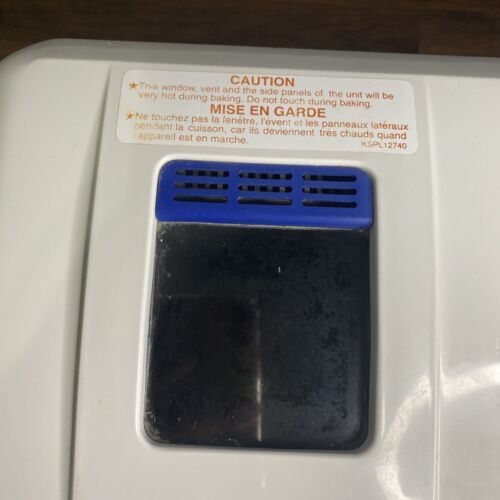 CAUTION
★This window, vent and the side panels of the unit will be
very hot during baking. Do not touch during baking.
MISE EN GARDE
★Ne touchez pas la fenêtre, l'évent et les panneaux latéraux
pendant la cuisson, car ils deviennent très chauds quand
l'appareil est en marche.
KSPL12740